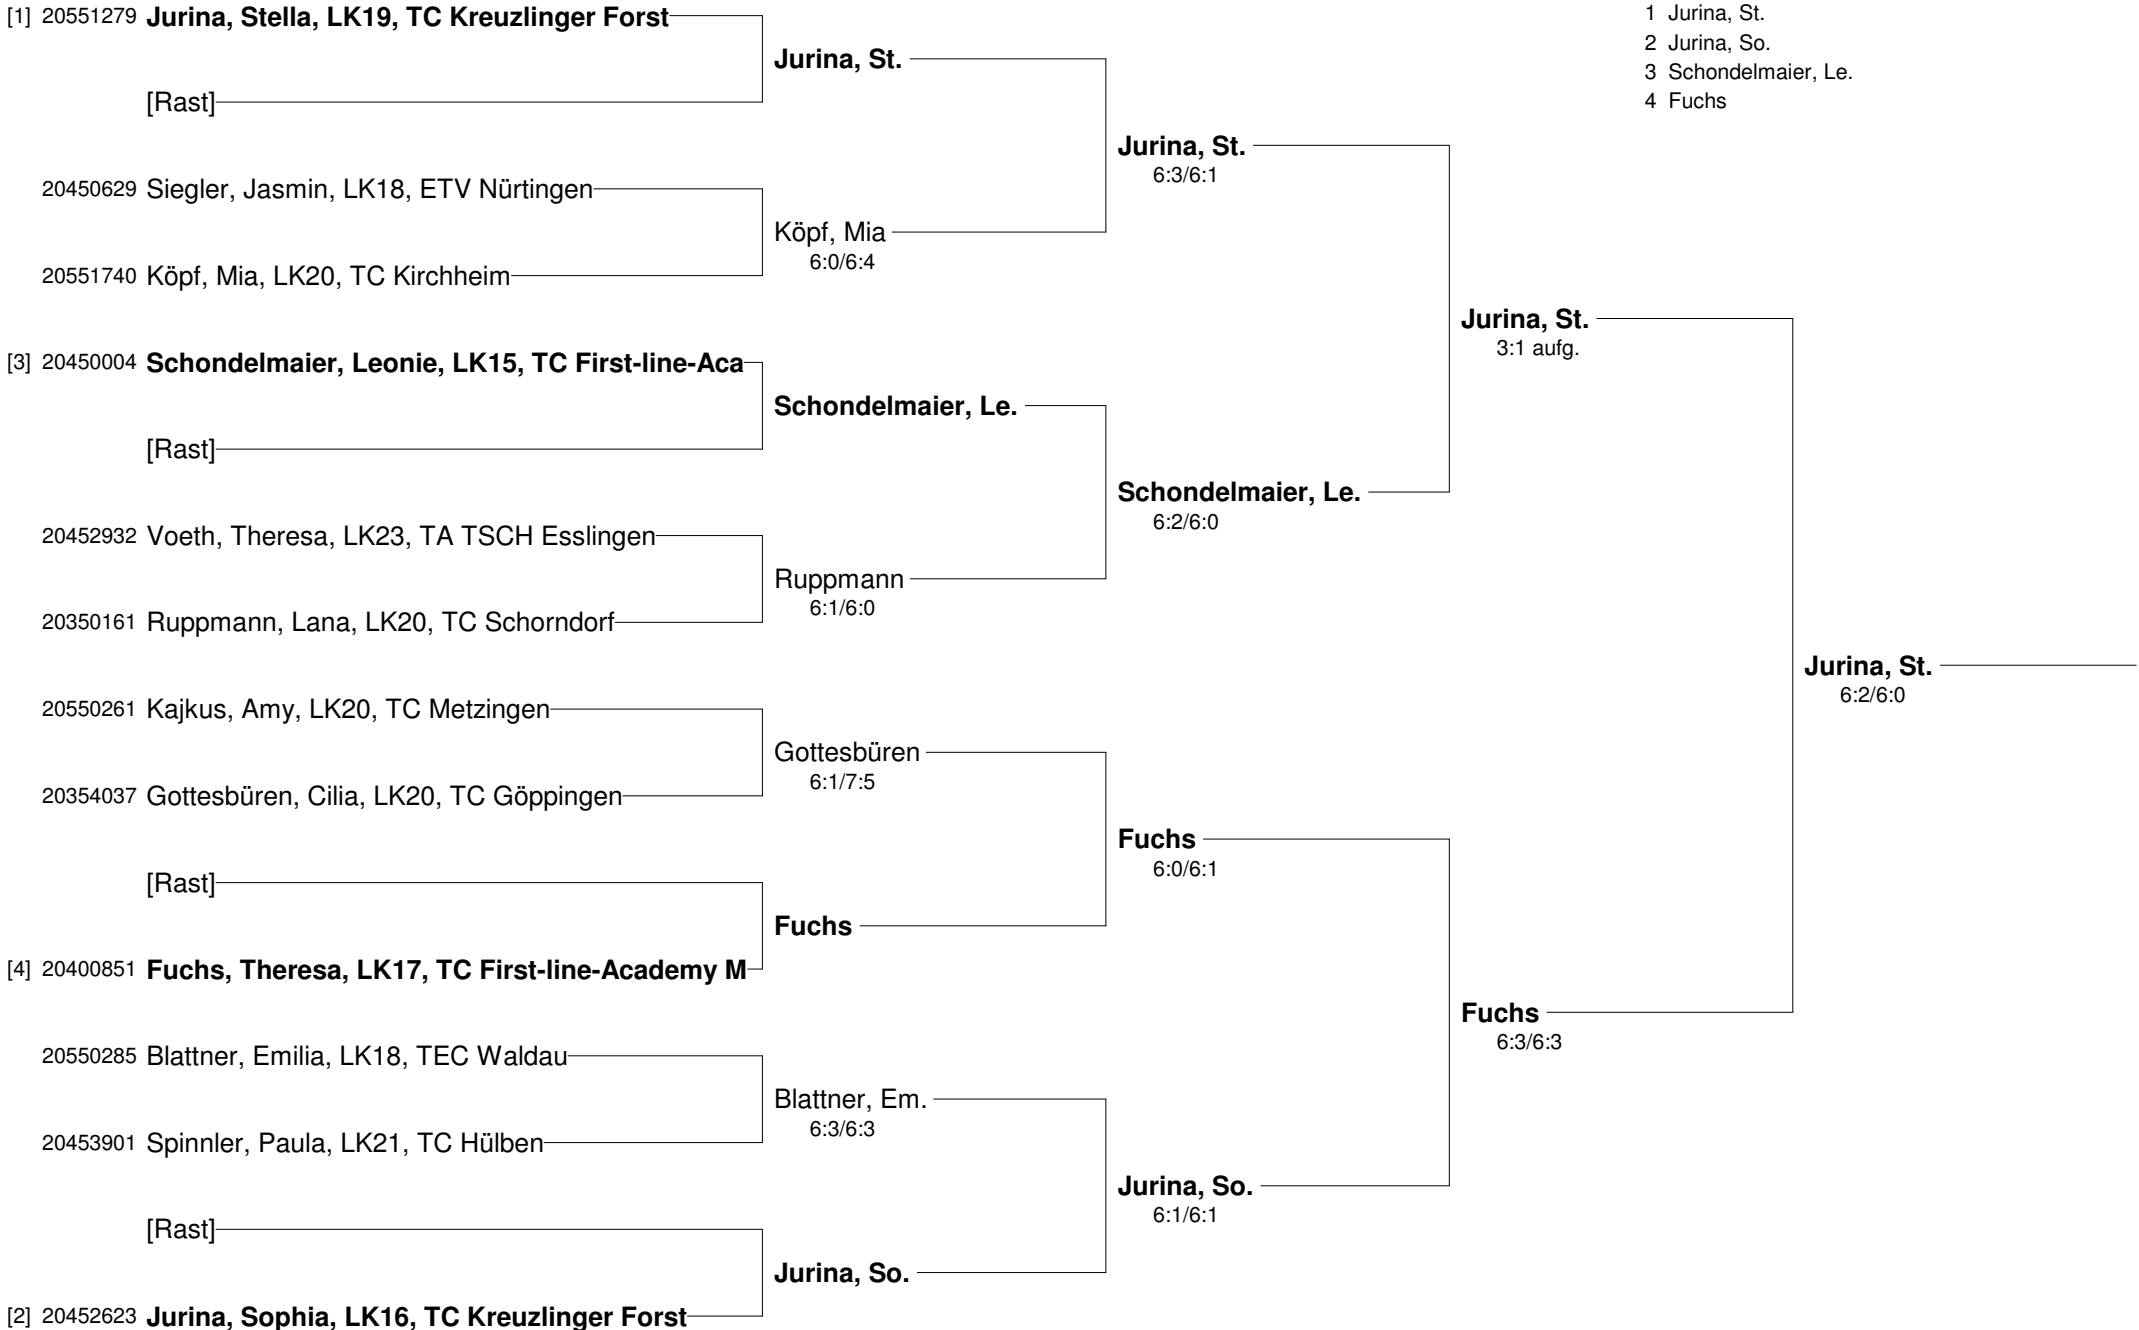 [1] 20551279 Jurina, Stella, LK19, TC Kreuzlinger Forst
[Rast]
20450629 Siegler, Jasmin, LK18, ETV Nürtingen
20551740 Köpf, Mia, LK20, TC Kirchheim
[3] 20450004 Schondelmaier, Leonie, LK15, TC First-line-Aca
[Rast]
20452932 Voeth, Theresa, LK23, TA TSCH Esslingen
20350161 Ruppmann, Lana, LK20, TC Schorndorf
20550261 Kajkus, Amy, LK20, TC Metzingen
20354037 Gottesbüren, Cilia, LK20, TC Göppingen
[Rast]
[4] 20400851 Fuchs, Theresa, LK17, TC First-line-Academy M
20550285 Blattner, Emilia, LK18, TEC Waldau
20453901 Spinnler, Paula, LK21, TC Hülben
[Rast]
[2] 20452623 Jurina, Sophia, LK16, TC Kreuzlinger Forst
Jurina, St.
Köpf, Mia
6:0/6:4
Schondelmaier, Le.
Ruppmann
6:1/6:0
Gottesbüren
6:1/7:5
Fuchs
Blattner, Em.
6:3/6:3
Jurina, So.
Jurina, St.
6:3/6:1
Schondelmaier, Le.
6:2/6:0
Fuchs
6:0/6:1
Jurina, So.
6:1/6:1
Jurina, St.
3:1 aufg.
Fuchs
6:3/6:3
Jurina, St.
6:2/6:0
1 Jurina, St.
2 Jurina, So.
3 Schondelmaier, Le.
4 Fuchs